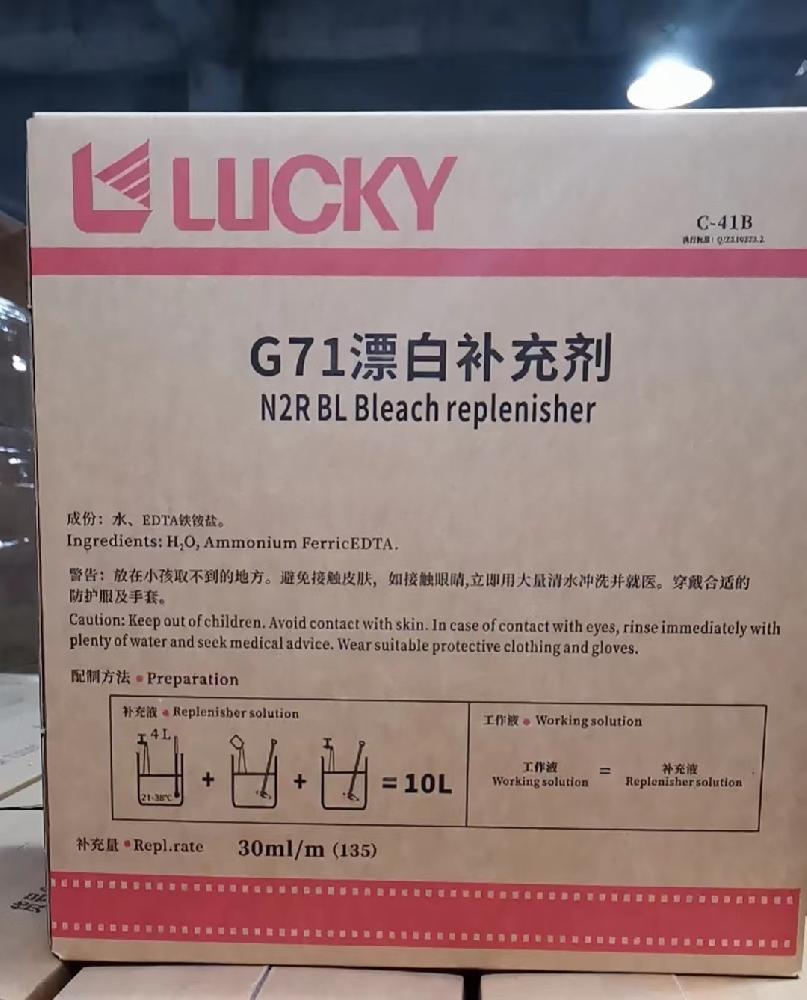 LUCKY
C-41B
G71漂白补充剂
N2R BL Bleach replenisher
成份：水、EDTA铁铵盐。
Ingredients: H₂O, Ammonium FerricEDTA.
警告：放在小孩取不到的地方。避免接触皮肤，如接触眼睛,立即用大量清水冲洗并就医。穿戴合适的
防护服及手套。
Caution: Keep out of children. Avoid contact with skin. In case of contact with eyes, rinse immediately with
plenty of water and seek medical advice. Wear suitable protective clothing and gloves.
配制方法 • Preparation
补充液 • Replenisher solution
4L
21-38°C
+ + = 10L
工作液 • Working solution
工作液 = 补充液
Working solution Replenisher solution
补充量 • Repl.rate 30ml/m (135)